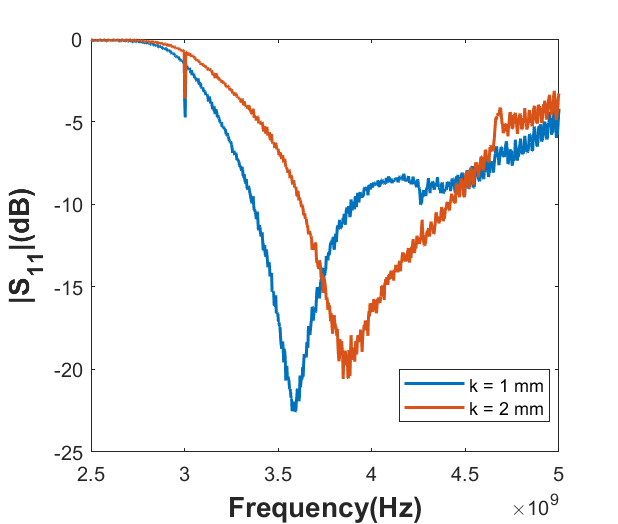 0
-5
-10
-15
-20
-25
|S11|(dB)
k = 1 mm
k = 2 mm
2.5 3 3.5 4 4.5 5
Frequency(Hz)
×10^9